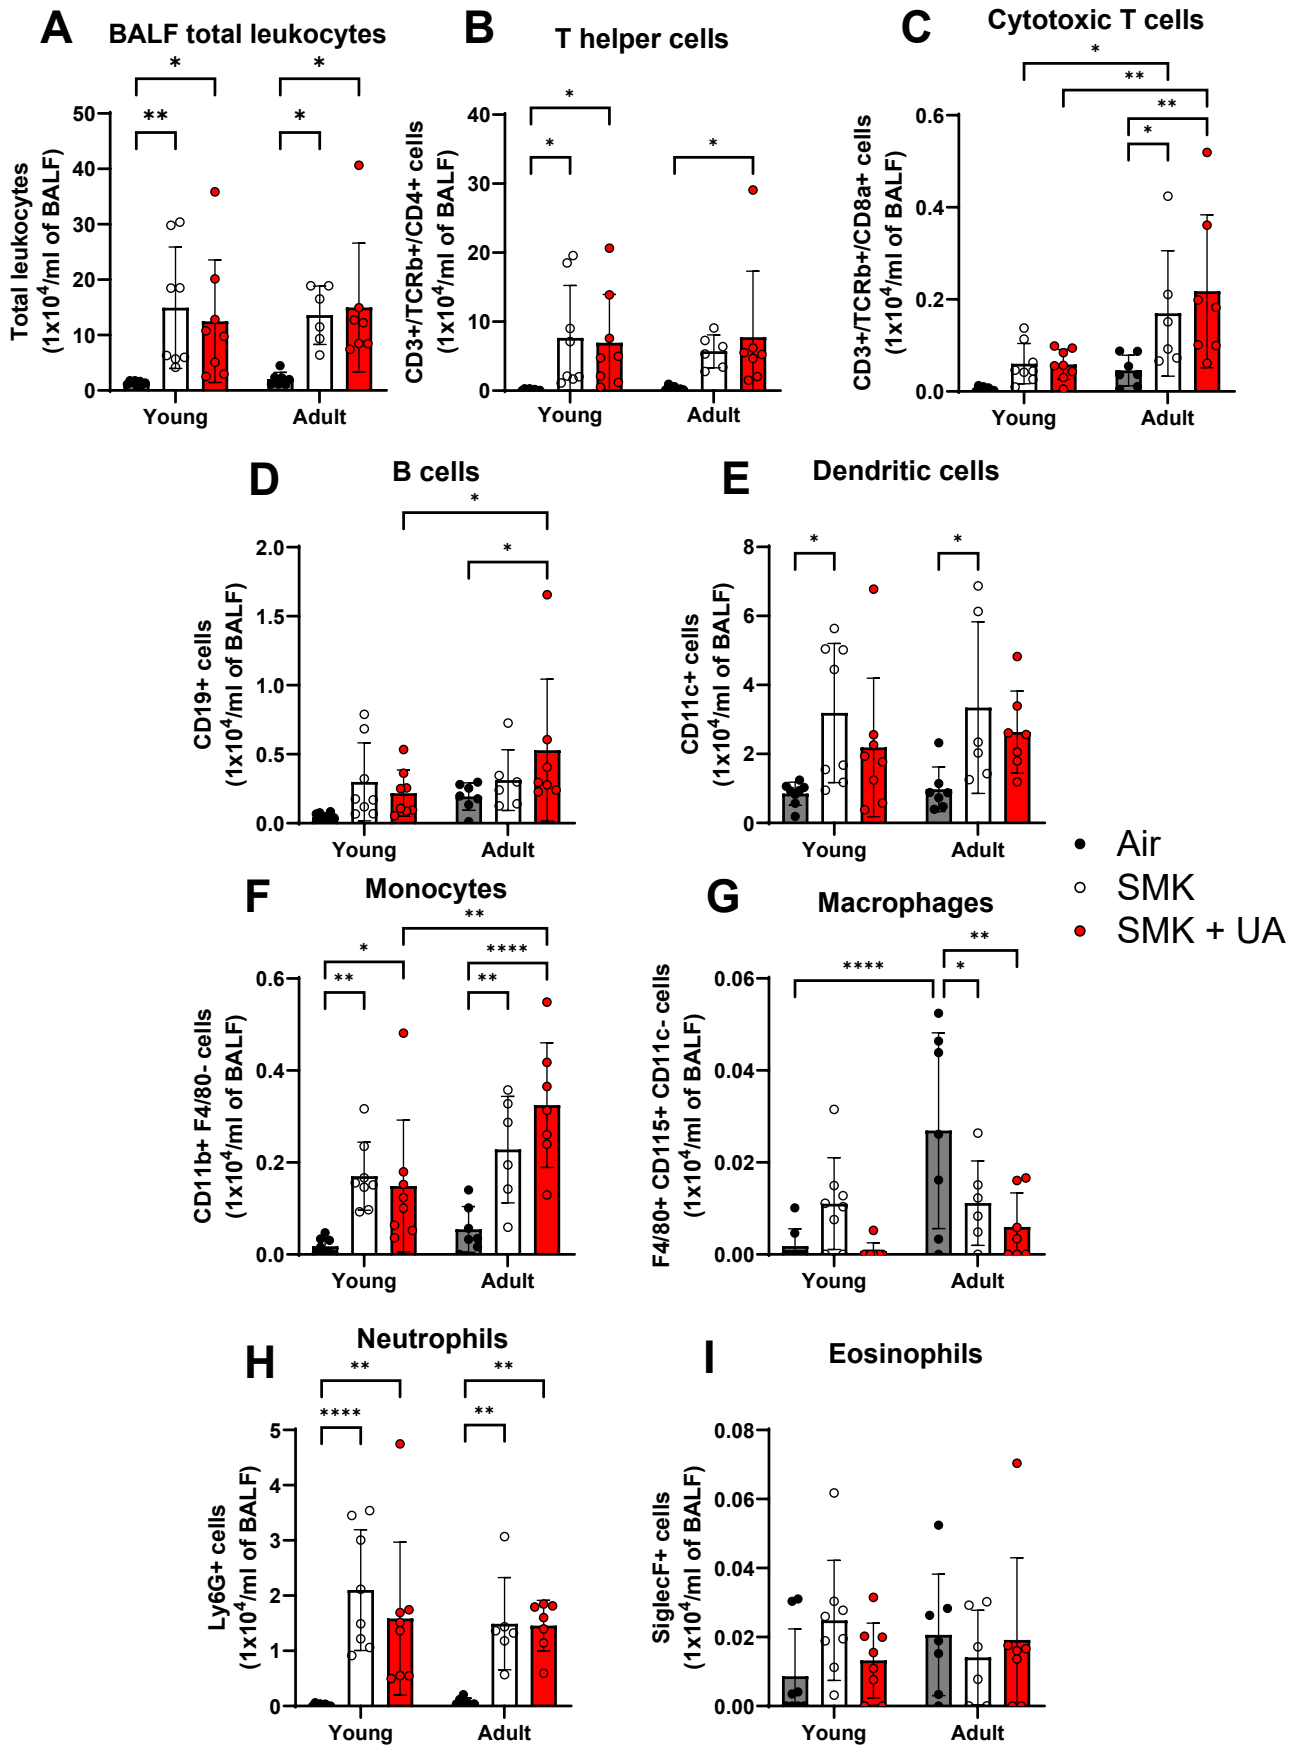 A
BALF total leukocytes
* *
** *
Total leukocytes
(1x10⁴/ml of BALF)
50
40
30
20
10
0
Young Adult
B
T helper cells
*
* *
CD3+/TCRb+/CD4+ cells
(1x10⁴/ml of BALF)
40
30
20
10
0
Young Adult
C
Cytotoxic T cells
*
**
**
*
CD3+/TCRb+/CD8a+ cells
(1x10⁴/ml of BALF)
0.6
0.4
0.2
0.0
Young Adult
D
B cells
*
*
CD19+ cells
(1x10⁴/ml of BALF)
2.0
1.5
1.0
0.5
0.0
Young Adult
E
Dendritic cells
* *
CD11c+ cells
(1x10⁴/ml of BALF)
8
6
4
2
0
Young Adult
Air
SMK
SMK + UA
F
Monocytes
**
* ****
** **
CD11b+ F4/80- cells
(1x10⁴/ml of BALF)
0.6
0.4
0.2
0.0
Young Adult
G
Macrophages
**
**** *
F4/80+ CD115+ CD11c- cells
(1x10⁴/ml of BALF)
0.06
0.04
0.02
0.00
Young Adult
H
Neutrophils
** **
**** **
Ly6G+ cells
(1x10⁴/ml of BALF)
5
4
3
2
1
0
Young Adult
I
Eosinophils
SiglecF+ cells
(1x10⁴/ml of BALF)
0.08
0.06
0.04
0.02
0.00
Young Adult